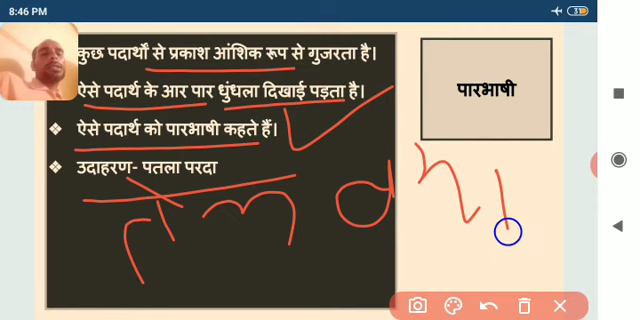 8:46 PM
31
कुछ पदार्थों से प्रकाश आंशिक रूप से गुजरता है।
ऐसे पदार्थ के आर पार धुंधला दिखाई पड़ता है।
ऐसे पदार्थ को पारभाषी कहते हैं।
उदाहरण- पतला परदा
पारभाषी